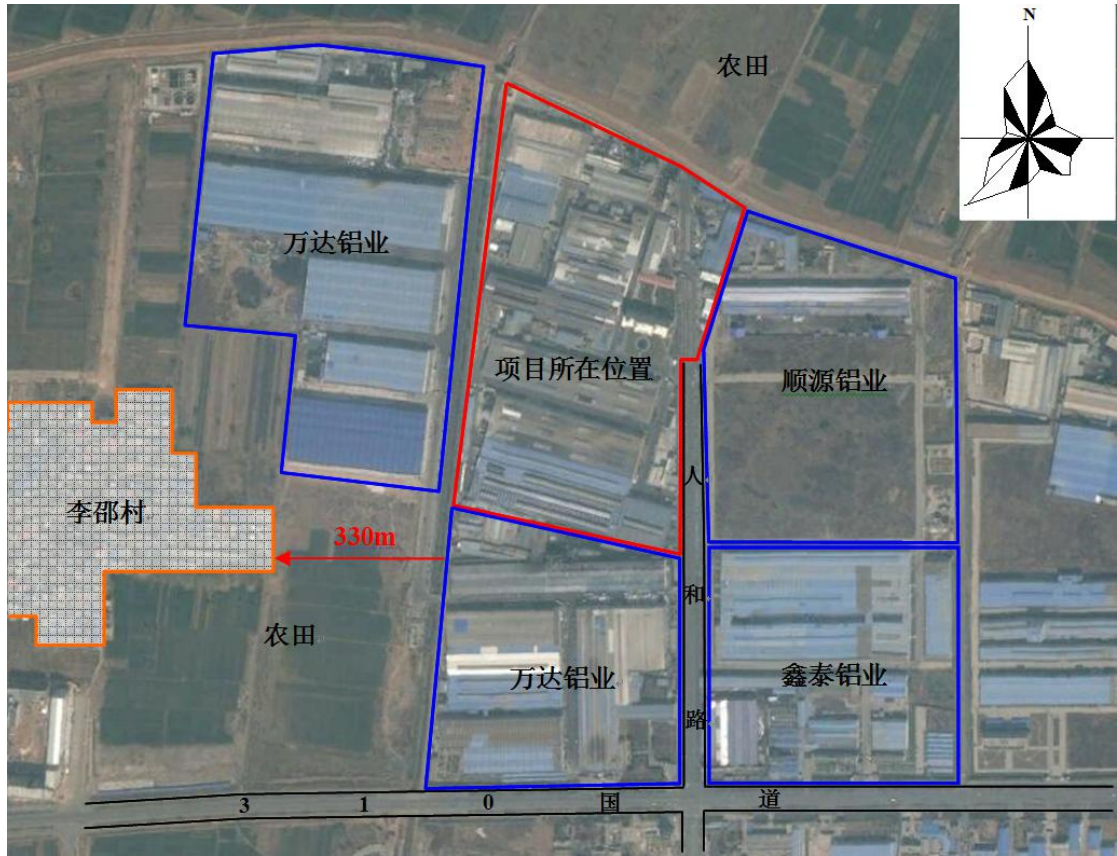 N
农田
万达铝业
项目所在位置
顺源铝业
人和路
李邵村
330m
农田
万达铝业
鑫泰铝业
310国道